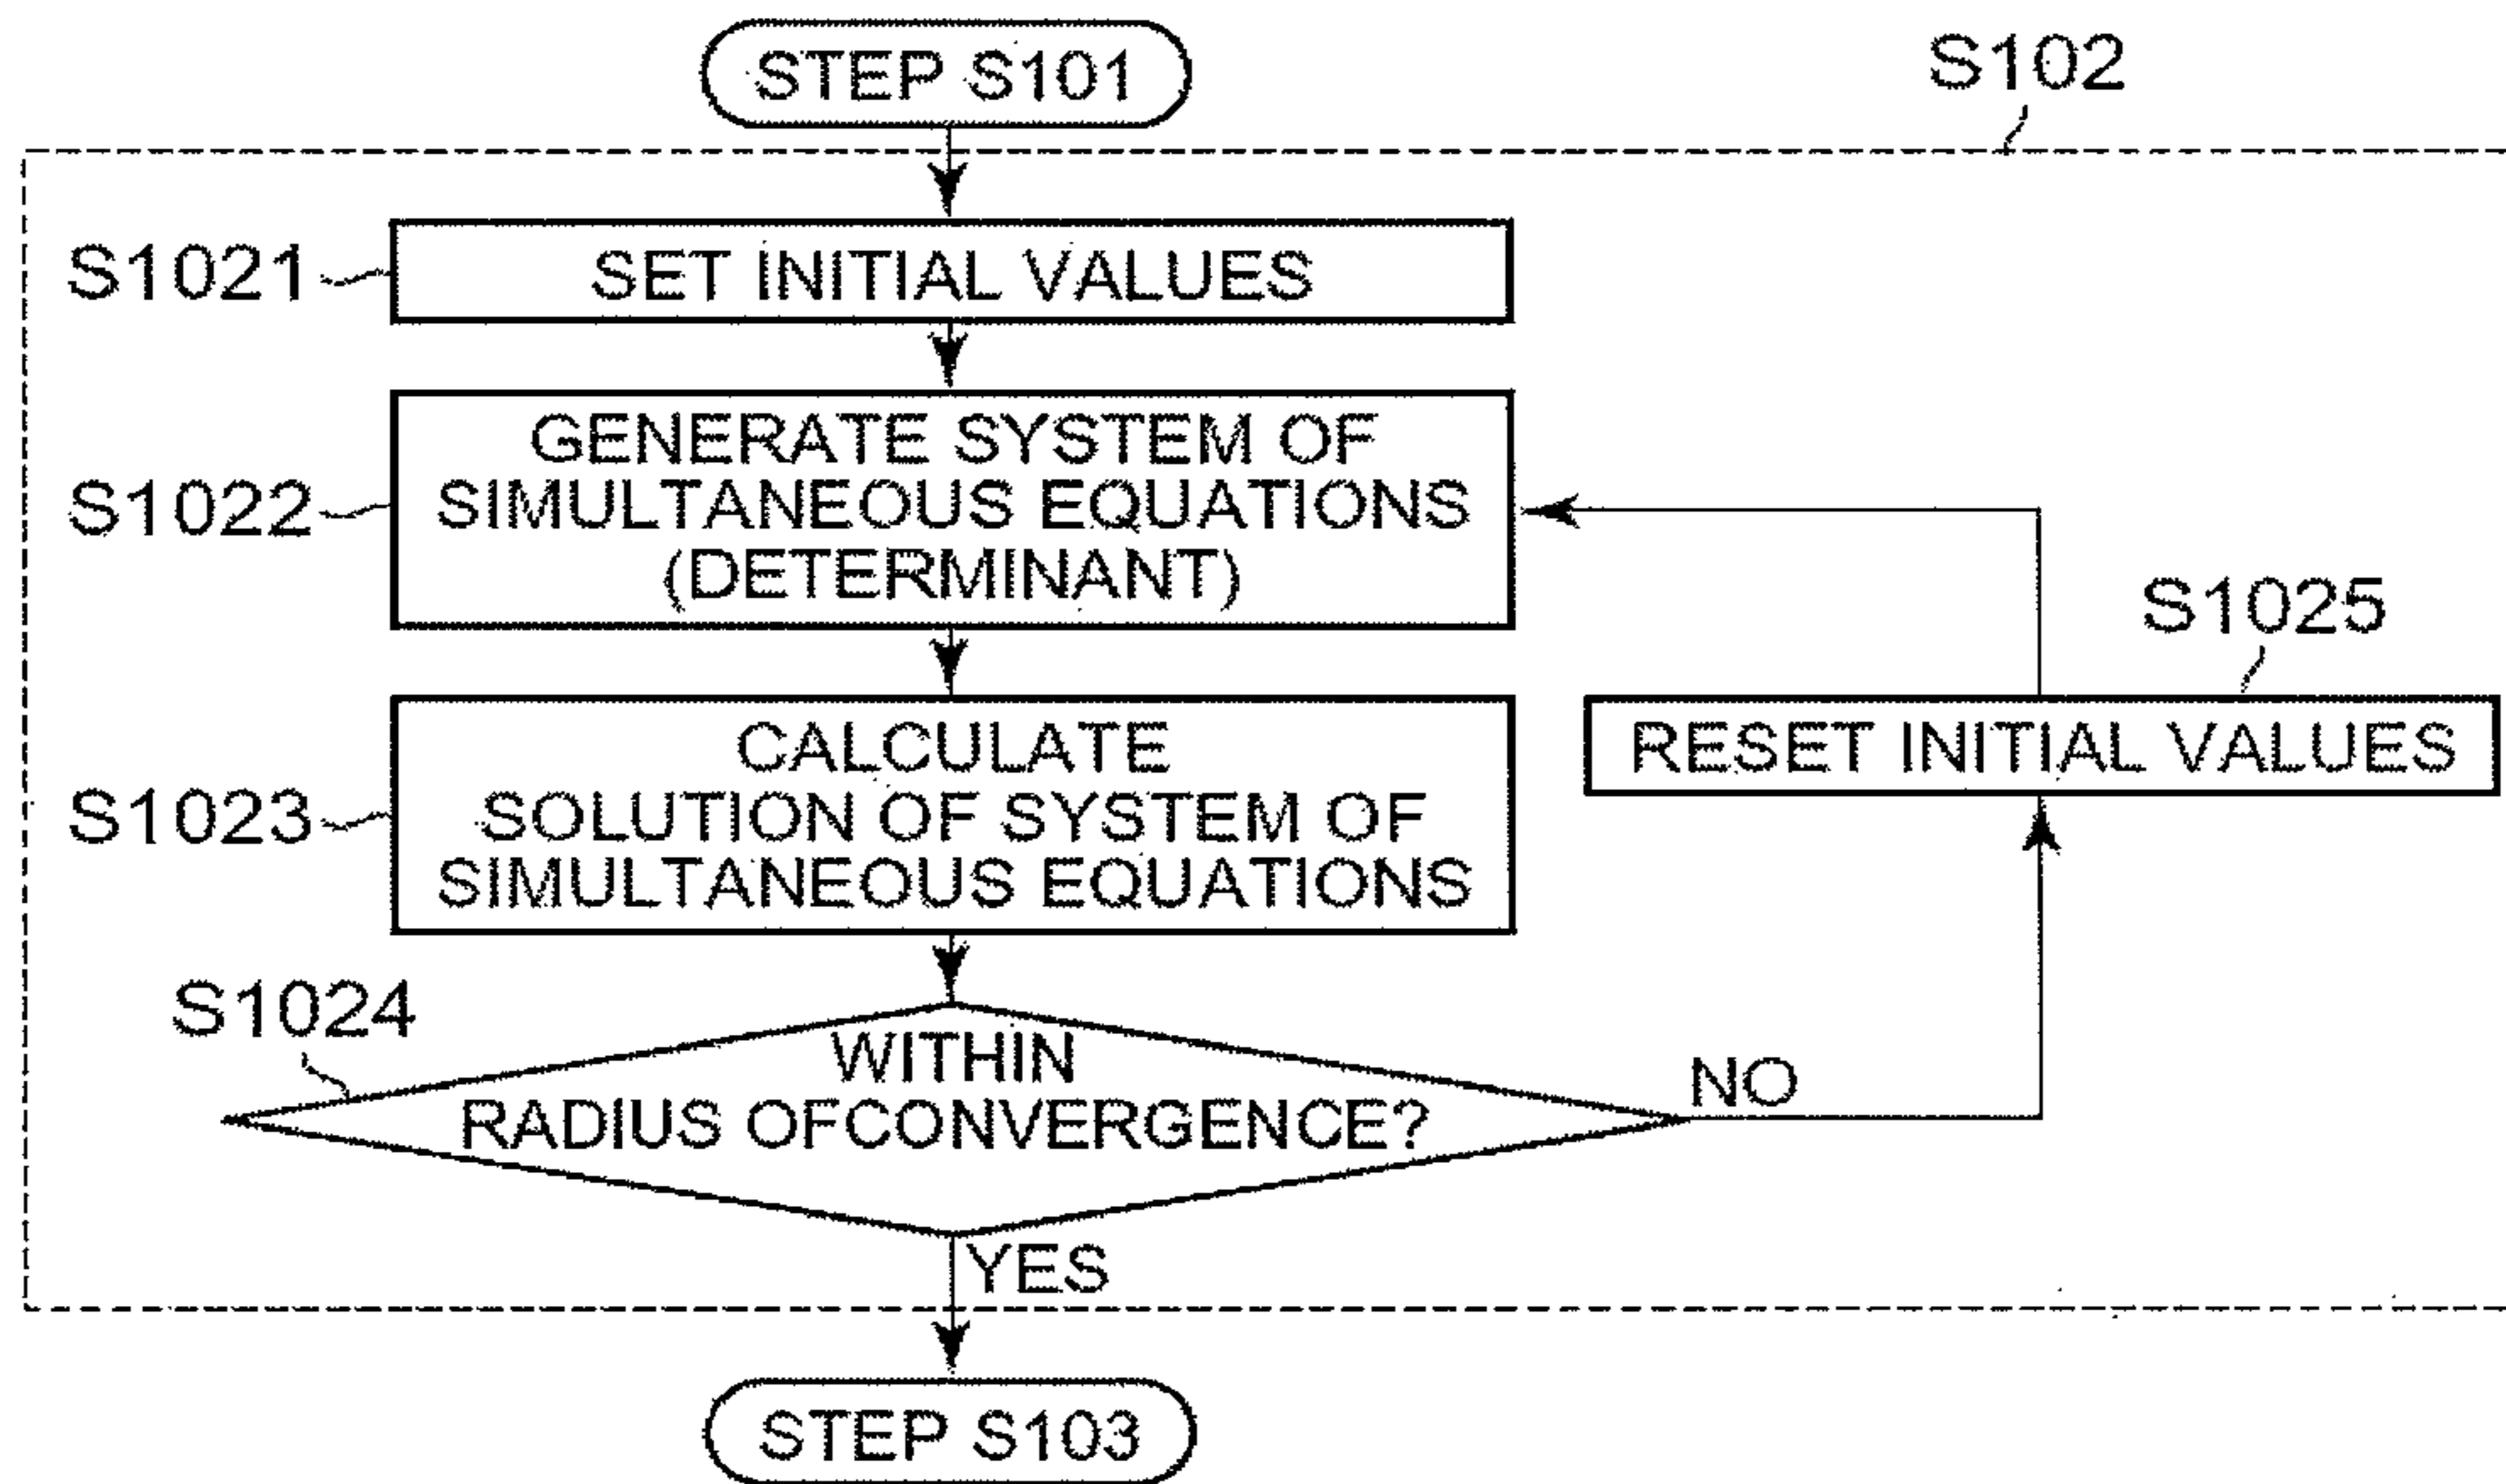 STEP S101
S102
S1021
SET INITIAL VALUES
S1022
GENERATE SYSTEM OF
SIMULTANEOUS EQUATIONS
(DETERMINANT)
S1023
CALCULATE
SOLUTION OF SYSTEM OF
SIMULTANEOUS EQUATIONS
S1025
RESET INITIAL VALUES
S1024
WITHIN
RADIUS OFCONVERGENCE?
NO
YES
STEP S103